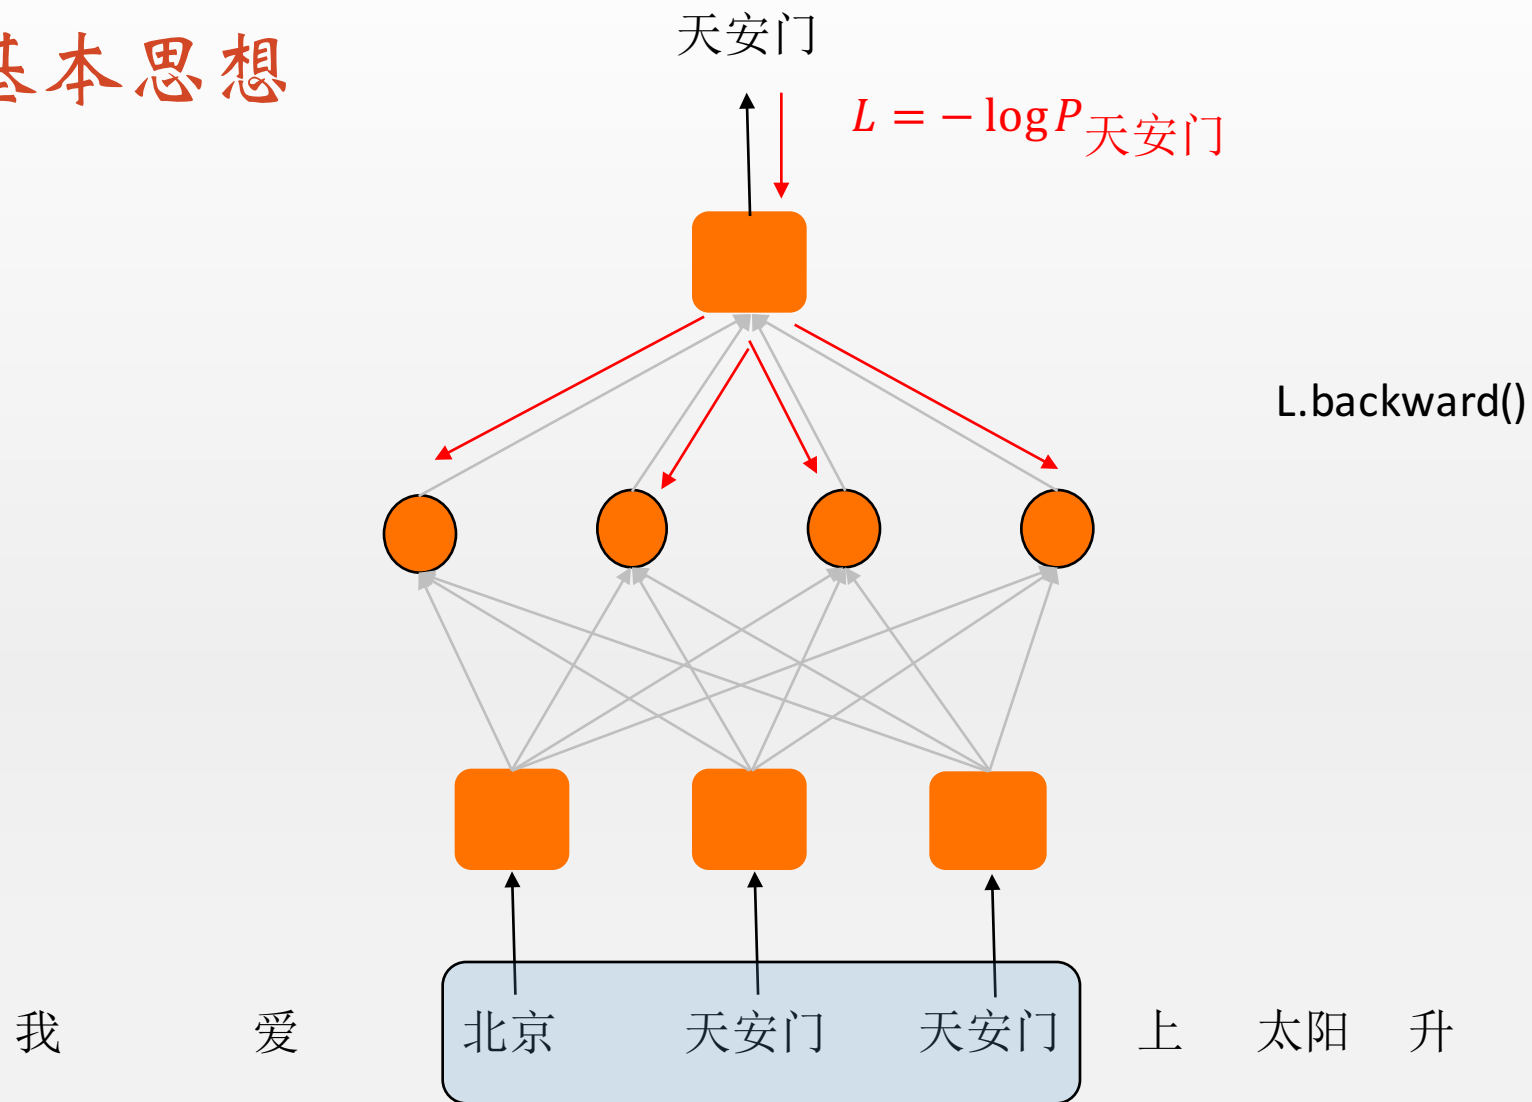 基本思想
天安门
L = − log P天安门
L.backward()
我 爱 北京 天安门 天安门 上 太阳 升